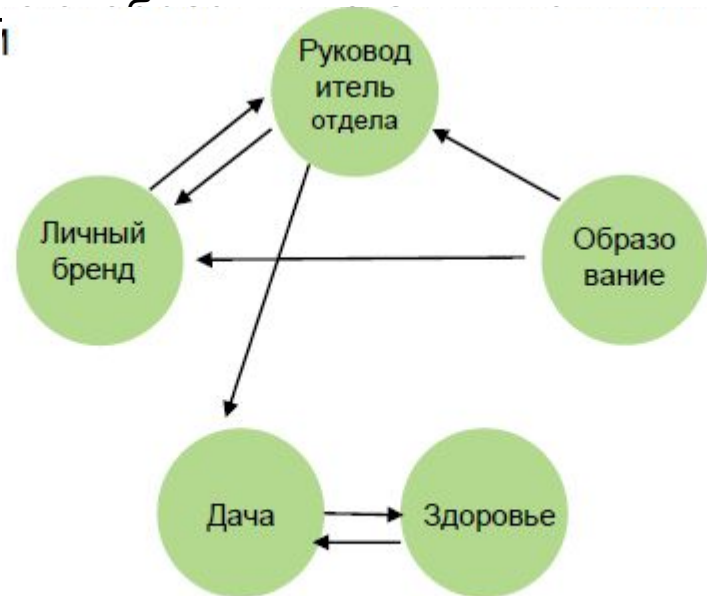 Руковод
итель
отдела
Личный
бренд
Образо
вание
Дача
Здоровье